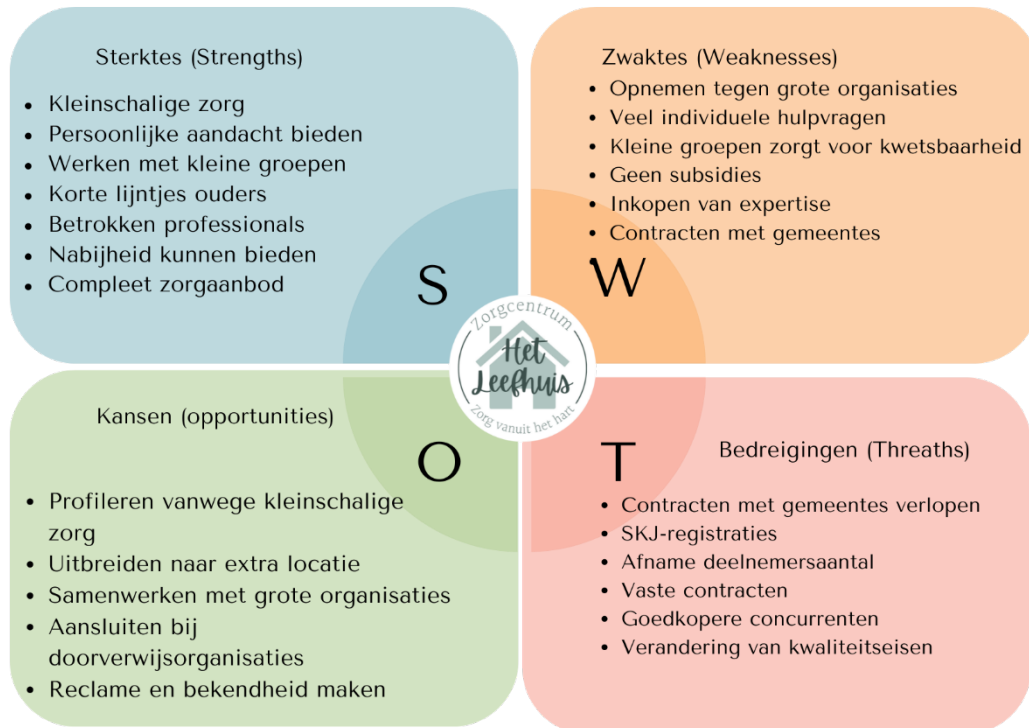 Sterktes (Strengths)
• Kleinschalige zorg
• Persoonlijke aandacht bieden
• Werken met kleine groepen
• Korte lijntjes ouders
• Betrokken professionals
• Nabijheid kunnen bieden
• Compleet zorgaanbod
S
Zwaktes (Weaknesses)
• Opnemen tegen grote organisaties
• Veel individuele hulpvragen
• Kleine groepen zorgt voor kwetsbaarheid
• Geen subsidies
• Inkopen van expertise
• Contracten met gemeentes
•
W
Zorgcentrum
Het
Leefhuis
Zorg vanuit het hart
Kansen (opportunities)
O
• Profileren vanwege kleinschalige
zorg
• Uitbreiden naar extra locatie
• Samenwerken met grote organisaties
• Aansluiten bij
doorverwijsorganisaties
• Reclame en bekendheid maken
T
Bedreigingen (Threaths)
• Contracten met gemeentes verlopen
• SKJ-registraties
• Afname deelnemersaantal
• Vaste contracten
• Goedkopere concurrenten
• Verandering van kwaliteitseisen